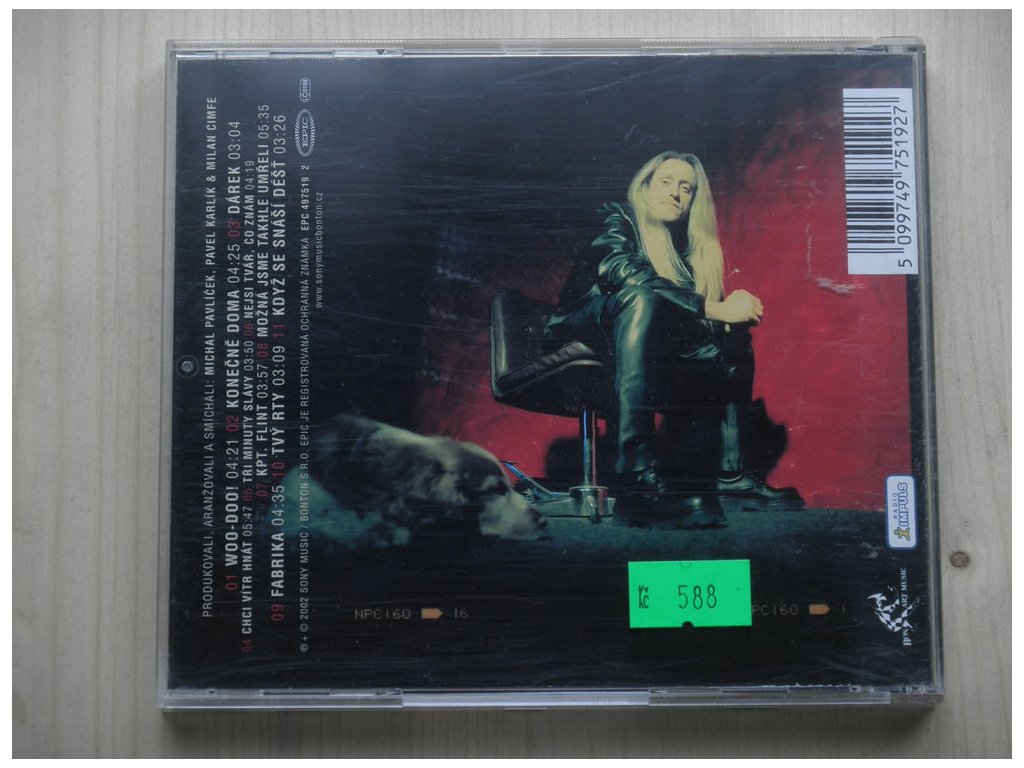 PRODUKOVALI, ARANŽOVALI A SMÍCHALI: MICHAL PAVLÍČEK, PAVEL KARLÍK & MILAN CIMFE
01 WOO-DOO! 04:21 02 KONEČNĚ DOMA 04:25 03 DÁREK 03:04
04 CHCI VÍTR HNÁT 05:47 05 TŘI MINUTY SLÁVY 03:50 06 NEJSI TVÁŘ, CO ZNÁM 04:19
07 KPT. FLINT 03:57 08 MOŽNÁ JSME TAKHLE UMŘELI 05:35
09 FABRIKA 04:35 10 TVÝ RTY 03:09 11 KDYŽ SE SNÁŠÍ DÉŠŤ 03:26
EPIC
LC0199
℗ + © 2002 SONY MUSIC / BONTON S.R.O. EPIC JE REGISTROVANÁ OCHRANNÁ ZNÁMKA EPC 497519 2
www.sonymusicbonton.cz
NPC160 16
PC160 1
Kč 588
5 099749 751927
RADIO
IMPULS
BON ART MUSIC